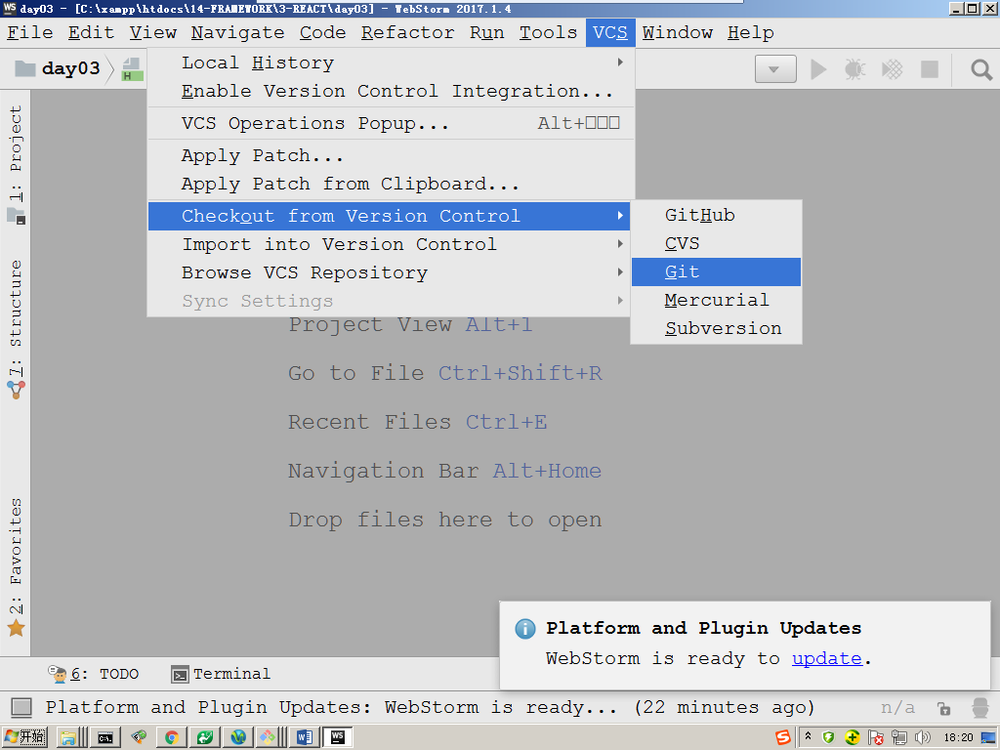 WS day03 - [C:\xampp\htdocs\14-FRAMEWORK\3-REACT\day03] - WebStorm 2017.1.4
File Edit View Navigate Code Refactor Run Tools VCS Window Help
day03 H
Local History
Enable Version Control Integration...
VCS Operations Popup... Alt+□□□
Apply Patch...
Apply Patch from Clipboard...
Checkout from Version Control
Import into Version Control
Browse VCS Repository
Sync Settings
GitHub
CVS
Git
Mercurial
Subversion
1: Project
7: Structure
2: Favorites
Project View Alt+1
Go to File Ctrl+Shift+R
Recent Files Ctrl+E
Navigation Bar Alt+Home
Drop files here to open
Platform and Plugin Updates
WebStorm is ready to update.
6: TODO Terminal
Platform and Plugin Updates: WebStorm is ready... (22 minutes ago) n/a
开始 WS 18:20